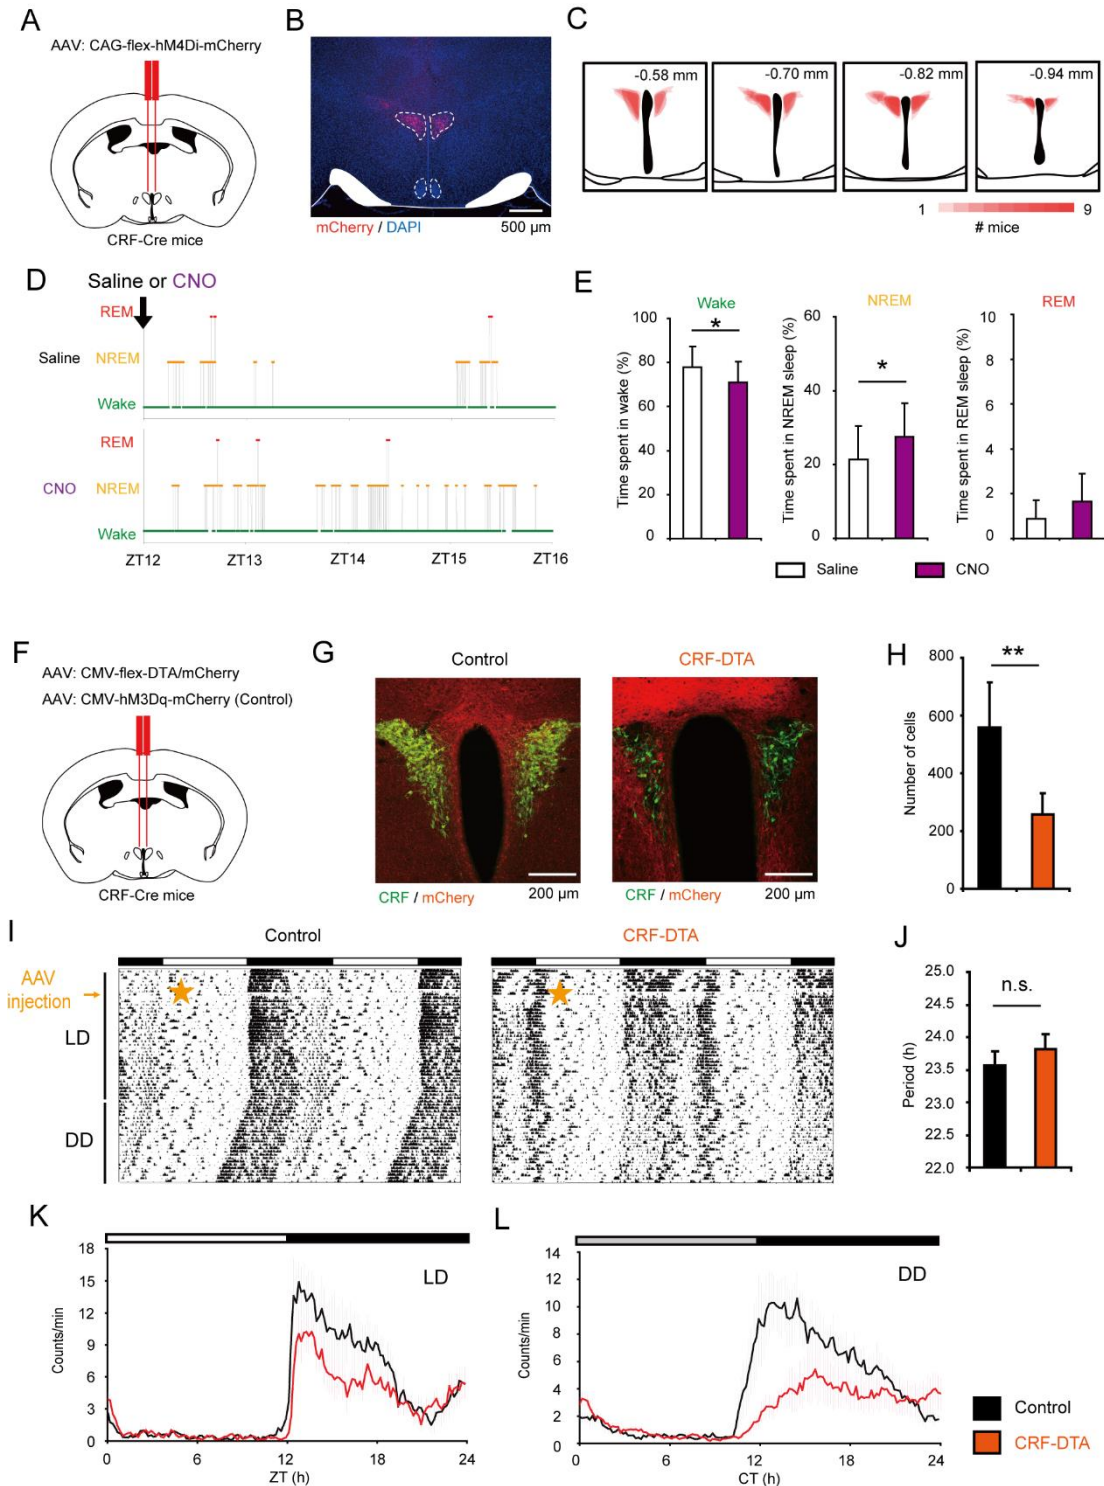 A
AAV: CAG-flex-hM4Di-mCherry
CRF-Cre mice
B
mCherry / DAPI
500 µm
C
-0.58 mm
-0.70 mm
-0.82 mm
-0.94 mm
1
9
# mice
D
Saline or CNO
REM
Saline
NREM
Wake
REM
CNO
NREM
Wake
ZT12
ZT13
ZT14
ZT15
ZT16
E
Wake
Time spent in wake (%)
100
80
60
40
20
0
*
NREM
Time spent in NREM sleep (%)
60
40
20
0
*
REM
Time spent in REM sleep (%)
10
8
6
4
2
0
Saline
CNO
F
AAV: CMV-flex-DTA/mCherry
AAV: CMV-hM3Dq-mCherry (Control)
CRF-Cre mice
G
Control
CRF-DTA
CRF / mChery
200 µm
CRF / mChery
200 µm
H
Number of cells
800
600
400
200
0
**
I
Control
CRF-DTA
AAV
injection
LD
DD
J
Period (h)
25.0
24.5
24.0
23.5
23.0
22.5
22.0
n.s.
K
LD
Counts/min
18
15
12
9
6
3
0
0
6
12
18
24
ZT (h)
L
DD
Counts/min
14
12
10
8
6
4
2
0
0
6
12
18
24
CT (h)
Control
CRF-DTA